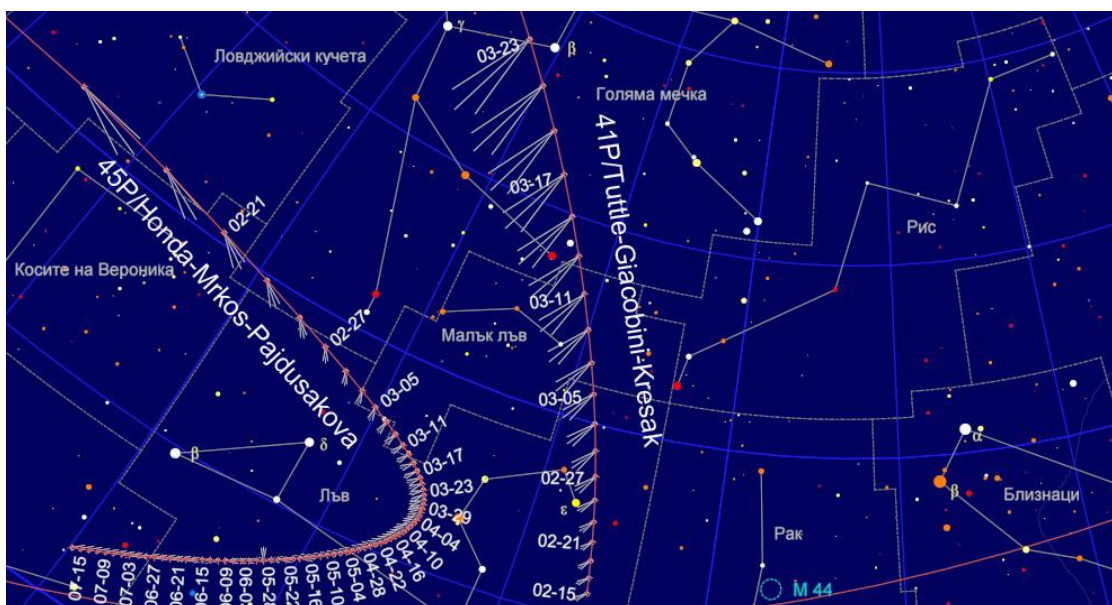 γ
03-23
β
Ловджийски кучета
Голяма мечка
45P/Honda-Mrkos-Pajdusakova
41P/Tuttle-Giacobini-Kresak
03-17
02-21
Рис
Косите на Вероника
03-11
02-27
Малък лъв
03-05
03-05
03-11
α
β
δ
03-17
02-27
β
Близнаци
Лъв
03-23
ε
03-29
04-04
02-21
Рак
04-10
04-16
04-22
04-28
05-04
05-10
05-16
05-22
05-28
06-09
06-15
06-21
06-27
07-03
07-09
07-15
02-15
M 44